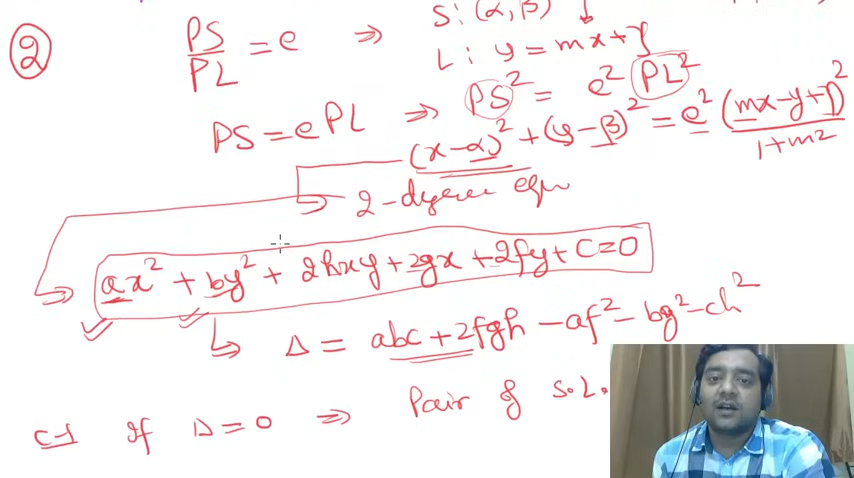 ② PS/PL = e ⇒ S: (α, β)
L: y = mx+γ
PS = e PL ⇒ PS² = e² PL²
(x-α)² + (y-β)² = e² (mx-y+γ)²/1+m²
2-degree eqn
ax² + by² + 2hxy + 2gx + 2fy + C = 0
Δ = abc + 2fgh - af² - bg² - ch²
C-1 If Δ = 0 ⇒ Pair of S.L.